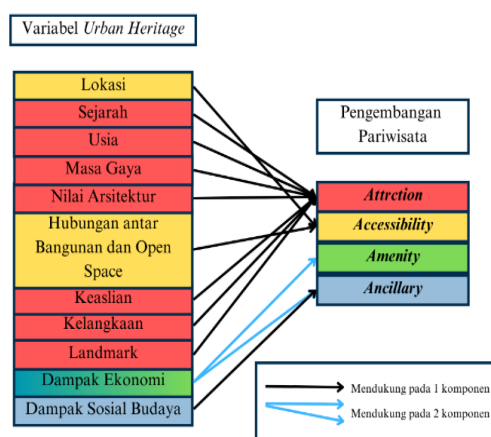 Variabel Urban Heritage
Lokasi
Sejarah
Usia
Masa Gaya
Nilai Arsitektur
Hubungan antar
Bangunan dan Open
Space
Keaslian
Kelangkaan
Landmark
Dampak Ekonomi
Dampak Sosial Budaya
Pengembangan
Pariwisata
Attrction
Accessibility
Amenity
Ancillary
Mendukung pada 1 komponen
Mendukung pada 2 komponen